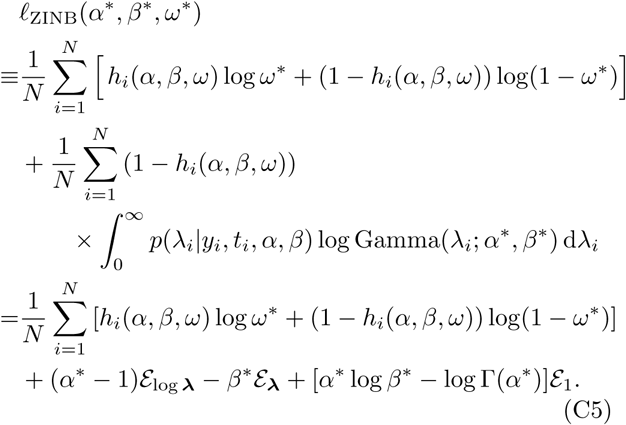 ℓ_ZINB(α*, β*, ω*)
≡ 1/N ∑_{i=1}^{N} [ h_i(α, β, ω) log ω* + (1 − h_i(α, β, ω)) log(1 − ω*) ]
+ 1/N ∑_{i=1}^{N} (1 − h_i(α, β, ω))
× ∫_0^∞ p(λ_i|y_i, t_i, α, β) log Gamma(λ_i; α*, β*) dλ_i
= 1/N ∑_{i=1}^{N} [h_i(α, β, ω) log ω* + (1 − h_i(α, β, ω)) log(1 − ω*)]
+ (α* − 1)ℰ_{log λ} − β*ℰ_λ + [α* log β* − log Γ(α*)]ℰ_1.
(C5)